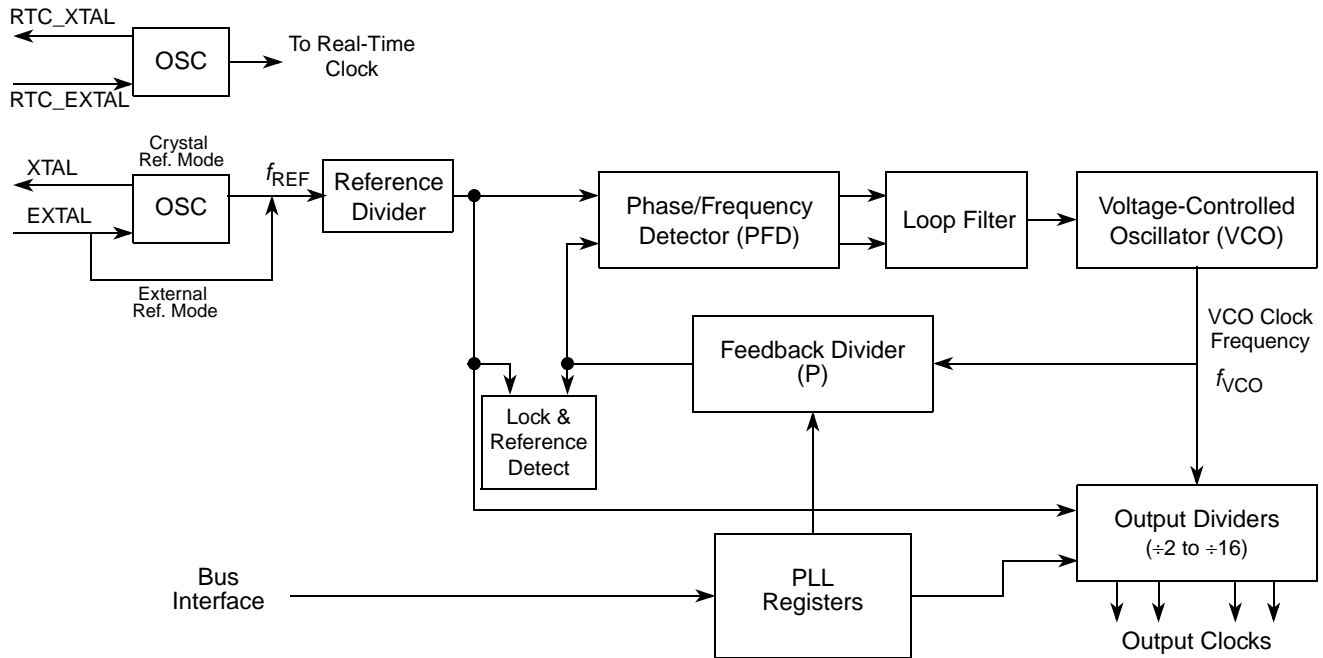 RTC_XTAL
OSC
To Real-Time
Clock
RTC_EXTAL
Crystal
Ref. Mode
XTAL
EXTAL
OSC
fREF
External
Ref. Mode
Reference
Divider
Phase/Frequency
Detector (PFD)
Loop Filter
Voltage-Controlled
Oscillator (VCO)
VCO Clock
Frequency
fVCO
Feedback Divider
(P)
Lock &
Reference
Detect
Output Dividers
(÷2 to ÷16)
Bus
Interface
PLL
Registers
Output Clocks